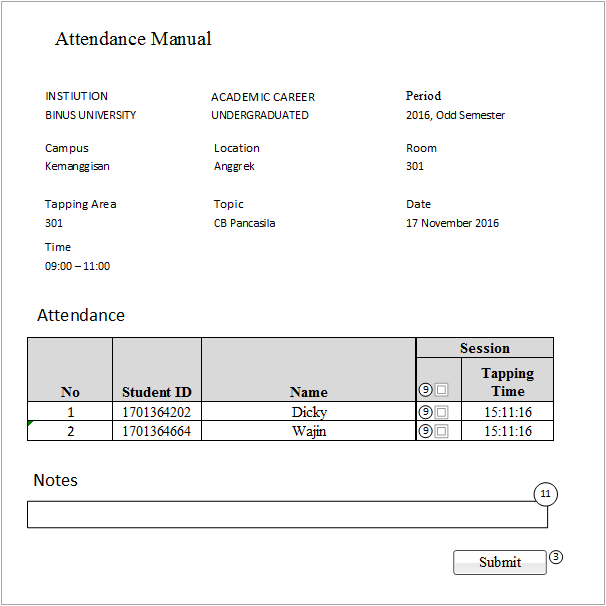 Attendance Manual
INSTIUTION ACADEMIC CAREER Period
BINUS UNIVERSITY UNDERGRADUATED 2016, Odd Semester
Campus Location Room
Kemanggisan Anggrek 301
Tapping Area Topic Date
301 CB Pancasila 17 November 2016
Time
09:00 – 11:00
Attendance
Session
No Student ID Name 9 Tapping Time
1 1701364202 Dicky 9 15:11:16
2 1701364664 Wajin 9 15:11:16
Notes
11
Submit 3